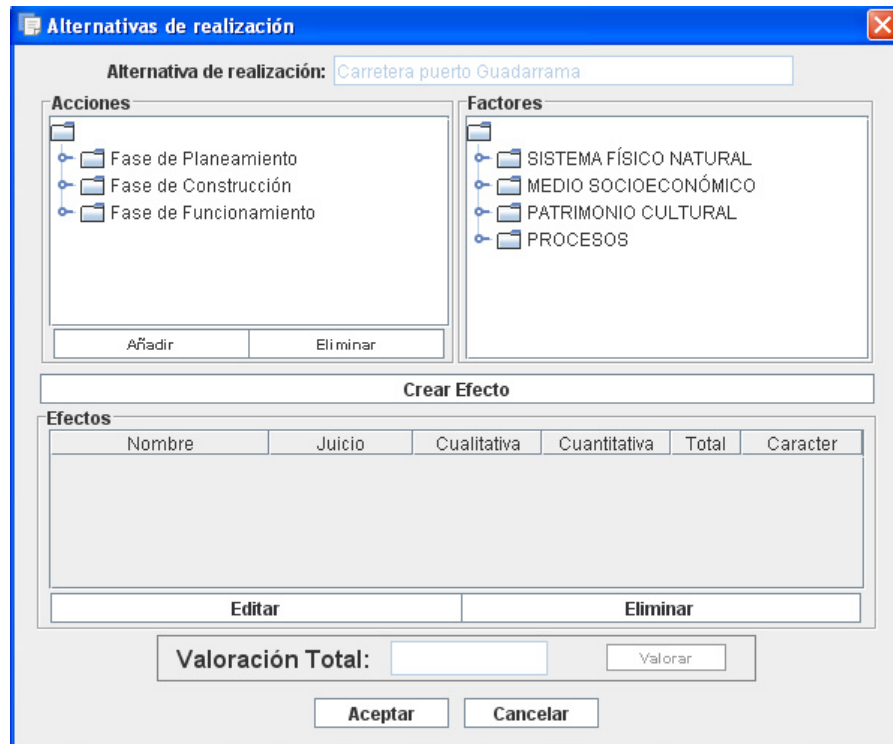 Alternativas de realización
Alternativa de realización: Carretera puerto Guadarrama
Acciones
Fase de Planeamiento
Fase de Construcción
Fase de Funcionamiento
Añadir Eliminar
Factores
SISTEMA FÍSICO NATURAL
MEDIO SOCIOECONÓMICO
PATRIMONIO CULTURAL
PROCESOS
Crear Efecto
Efectos
Nombre Juicio Cualitativa Cuantitativa Total Caracter
Editar Eliminar
Valoración Total: Valorar
Aceptar Cancelar